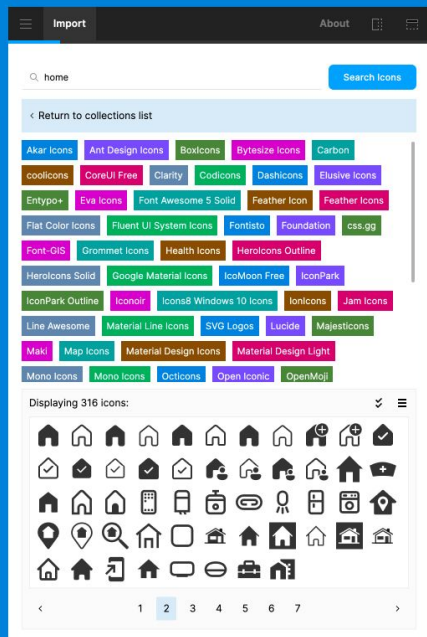 Import About
home Search Icons
< Return to collections list
Akar Icons Ant Design Icons BoxIcons Bytesize Icons Carbon
coolicons CoreUI Free Clarity Codicons Dashicons Elusive Icons
Entypo+ Eva Icons Font Awesome 5 Solid Feather Icon Feather Icons
Flat Color Icons Fluent UI System Icons Fontisto Foundation css.gg
Font-GIS Grommet Icons Health Icons HeroIcons Outline
HeroIcons Solid Google Material Icons IcoMoon Free IconPark
IconPark Outline Iconoir Icons8 Windows 10 Icons IonIcons Jam Icons
Line Awesome Material Line Icons SVG Logos Lucide Majesticons
Maki Map Icons Material Design Icons Material Design Light
Mono Icons Mono Icons Octicons Open Iconic OpenMoji
Displaying 316 icons:
< 1 2 3 4 5 6 7 >